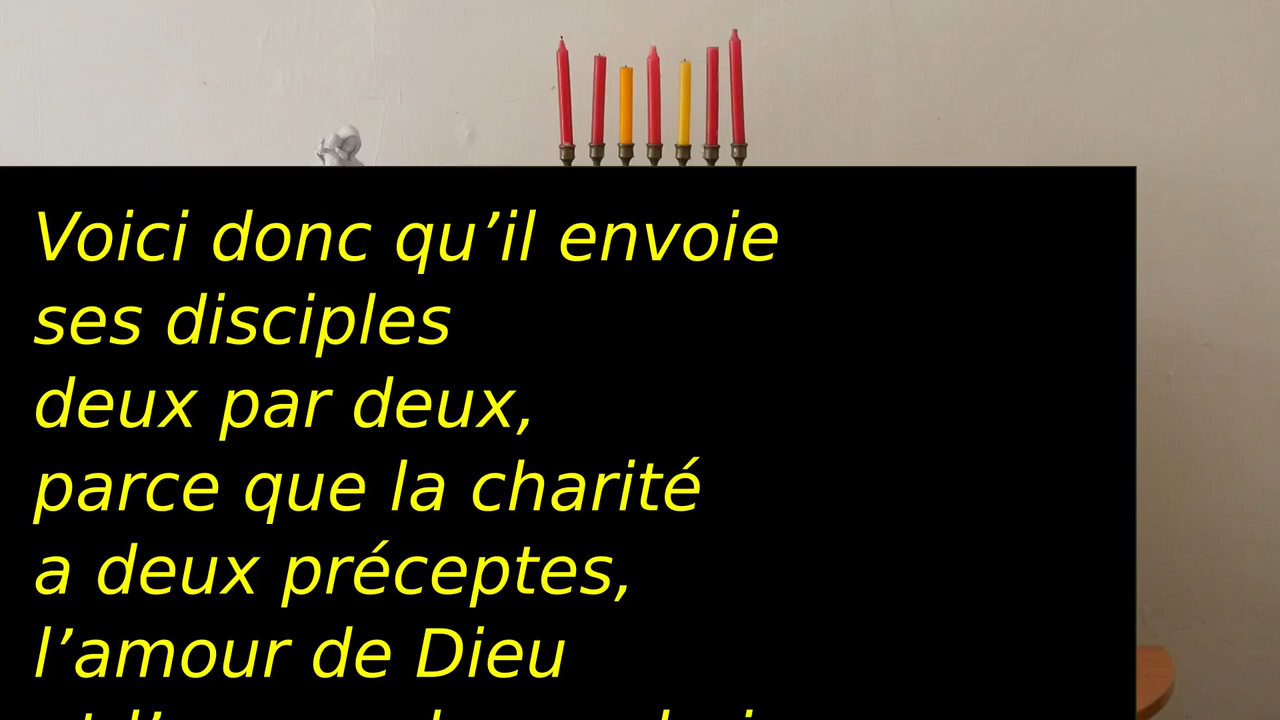 Voici donc qu’il envoie
ses disciples
deux par deux,
parce que la charité
a deux préceptes,
l’amour de Dieu